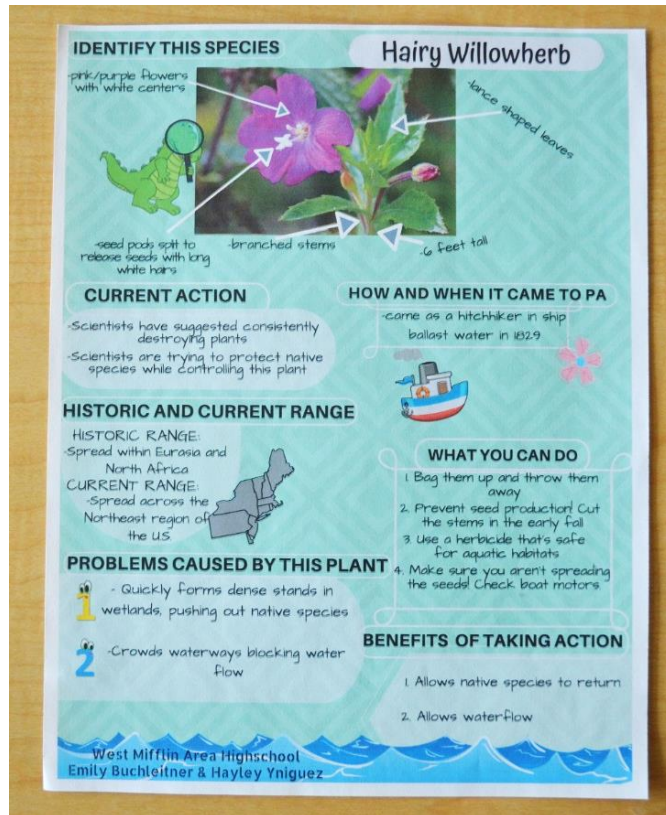 IDENTIFY THIS SPECIES
Hairy Willowherb
-pink/purple flowers
with white centers
-lance shaped leaves
-seed pods split to
release seeds with long
white hairs
-branched stems
-6 feet tall
CURRENT ACTION
-Scientists have suggested consistently
destroying plants
-Scientists are trying to protect native
species while controlling this plant
HOW AND WHEN IT CAME TO PA
-came as a hitchhiker in ship
ballast water in 1829
HISTORIC AND CURRENT RANGE
HISTORIC RANGE:
-Spread within Eurasia and
North Africa
CURRENT RANGE:
-Spread across the
Northeast region of
the U.S.
WHAT YOU CAN DO
1. Bag them up and throw them
away
2. Prevent seed production! Cut
the stems in the early fall
3. Use a herbicide that's safe
for aquatic habitats
4. Make sure you aren't spreading
the seeds! Check boat motors.
PROBLEMS CAUSED BY THIS PLANT
1 - Quickly forms dense stands in
wetlands, pushing out native species
2 -Crowds waterways blocking water
flow
BENEFITS OF TAKING ACTION
1. Allows native species to return
2. Allows waterflow
West Mifflin Area Highschool
Emily Buchleitner & Hayley Yniguez